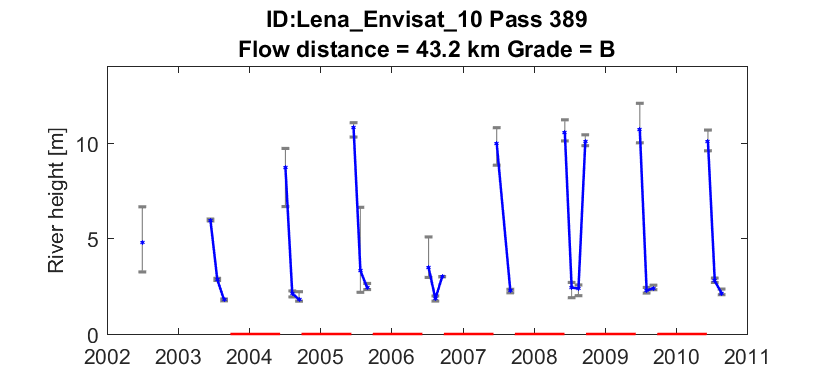 ID:Lena_Envisat_10 Pass 389
Flow distance = 43.2 km Grade = B
River height [m]
10
5
0
2002 2003 2004 2005 2006 2007 2008 2009 2010 2011